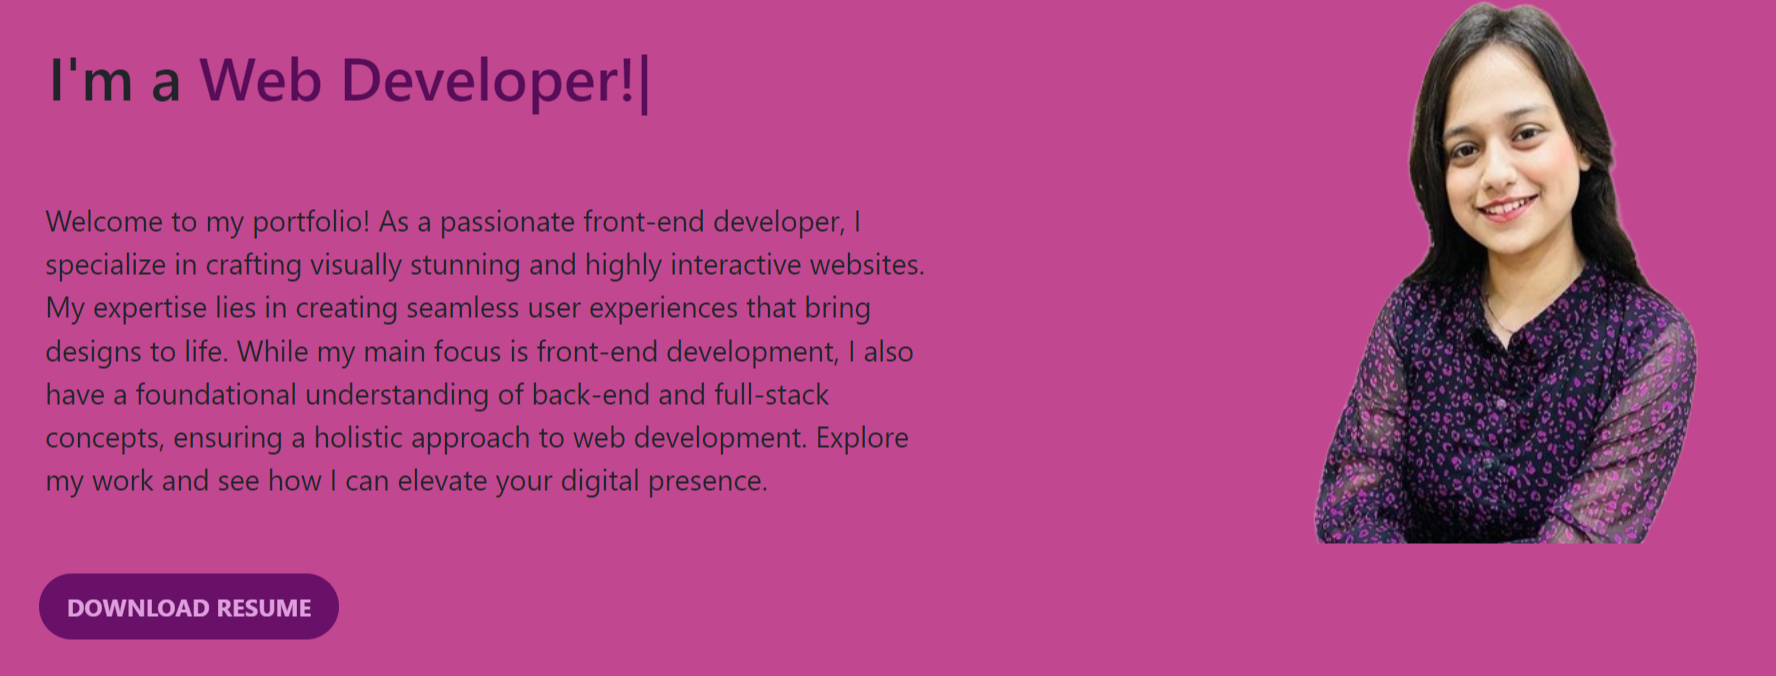 I'm a Web Developer!|
Welcome to my portfolio! As a passionate front-end developer, I
specialize in crafting visually stunning and highly interactive websites.
My expertise lies in creating seamless user experiences that bring
designs to life. While my main focus is front-end development, I also
have a foundational understanding of back-end and full-stack
concepts, ensuring a holistic approach to web development. Explore
my work and see how I can elevate your digital presence.
DOWNLOAD RESUME